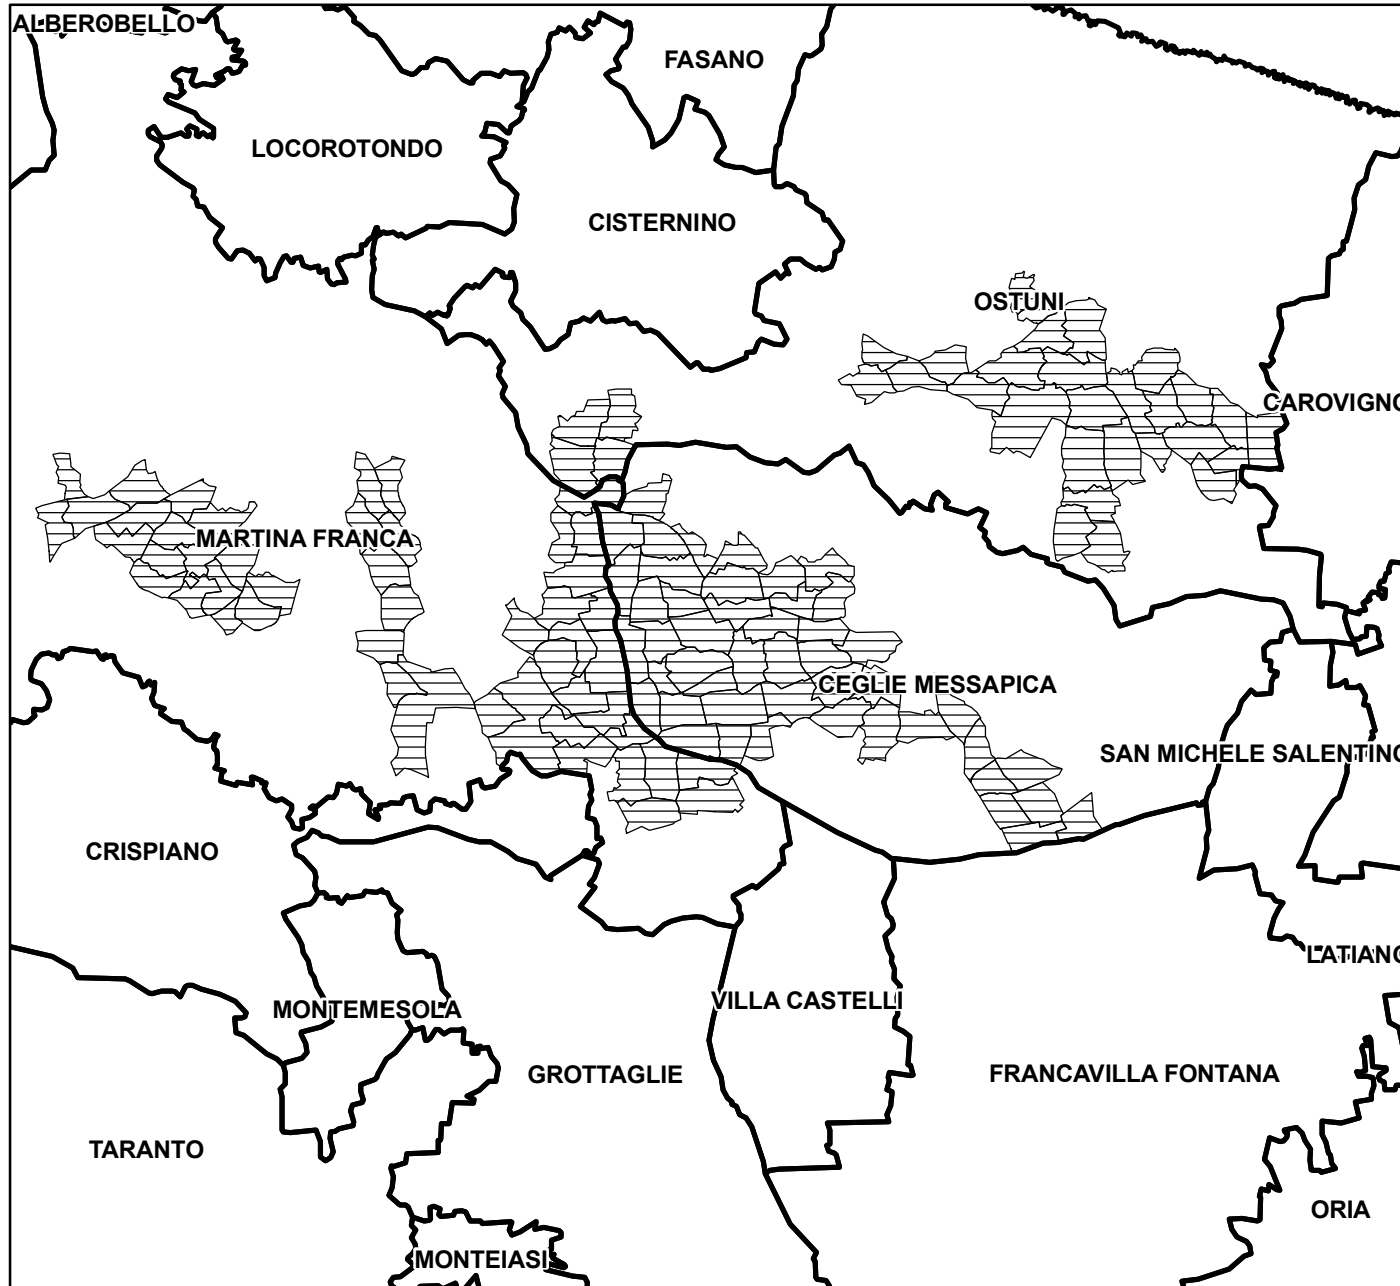 ALBEROBELLO
FASANO
LOCOROTONDO
CISTERNINO
OSTUNI
CAROVIGNO
MARTINA FRANCA
CEGLIE MESSAPICA
SAN MICHELE SALENTINO
CRISPIANO
LATIANO
MONTEMESOLA
VILLA CASTELLI
GROTTAGLIE
FRANCAVILLA FONTANA
TARANTO
ORIA
MONTEIASI